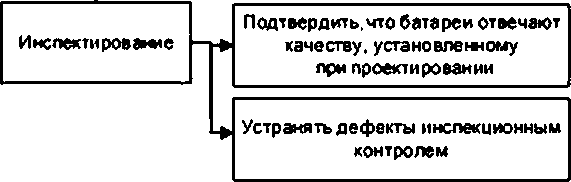 Инспектирование
Подтвердить, что батареи отвечают
качеству, установленному
при проектировании
Устранять дефекты инспекционным
контролем